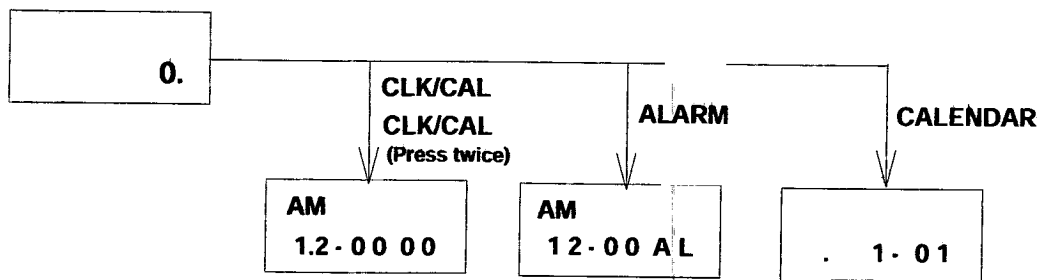 0.
CLK/CAL
CLK/CAL
(Press twice)
ALARM
CALENDAR
AM
1.2-00 00
AM
12-00 AL
. 1-01